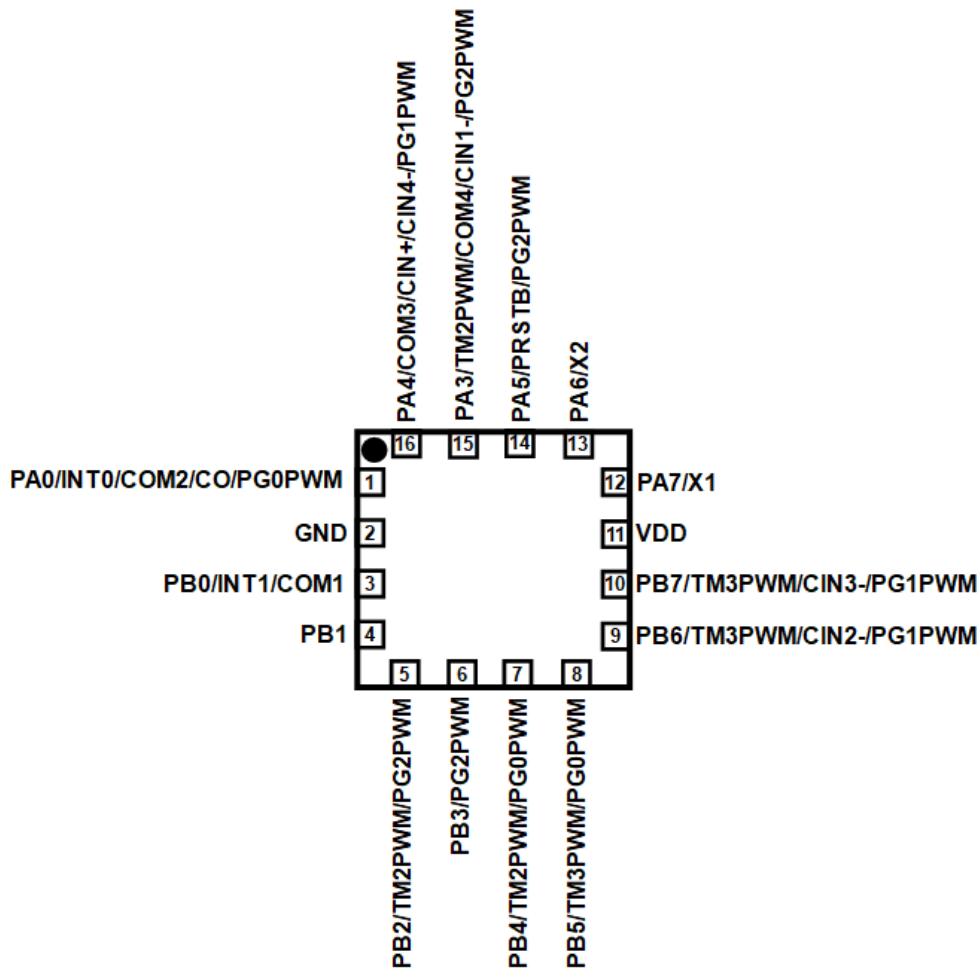 PA4/COM3/CIN+/CIN4-/PG1PWM
PA3/TM2PWM/COM4/CIN1-/PG2PWM
PA5/PRSTB/PG2PWM
PA6/X2
16
15
14
13
PA0/INT0/COM2/CO/PG0PWM
1
12
PA7/X1
GND
2
11
VDD
PB0/INT1/COM1
3
10
PB7/TM3PWM/CIN3-/PG1PWM
PB1
4
9
PB6/TM3PWM/CIN2-/PG1PWM
5
6
7
8
PB2/TM2PWM/PG2PWM
PB3/PG2PWM
PB4/TM2PWM/PG0PWM
PB5/TM3PWM/PG0PWM